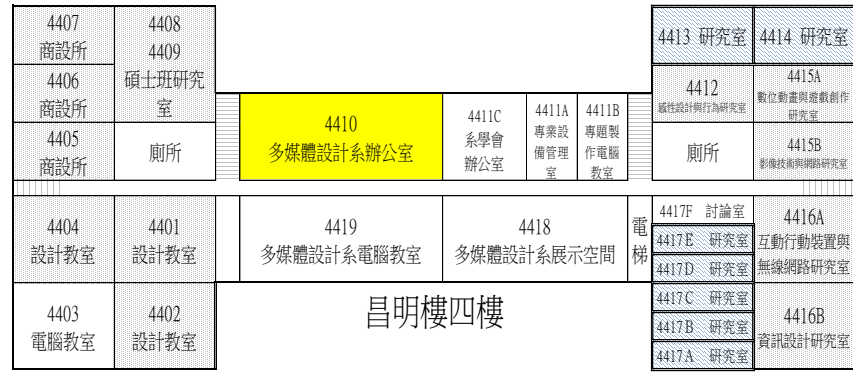 4407
商設所
4406
商設所
4405
商設所
4408
4409
碩士班研究
室
廁所
4410
多媒體設計系辦公室
4411C
系學會
辦公室
4411A
專業設
備管理
室
4411B
專題製
作電腦
教室
4413 研究室
4414 研究室
4412
感性設計與行為研究室
4415A
數位動畫與遊戲創作
研究室
廁所
4415B
影像技術與網路研究室
4404
設計教室
4401
設計教室
4419
多媒體設計系電腦教室
4418
多媒體設計系展示空間
電
梯
4417F 討論室
4417E 研究室
4417D 研究室
4417C 研究室
4417B 研究室
4417A 研究室
4416A
互動行動裝置與
無線網路研究室
4403
電腦教室
4402
設計教室
昌明樓四樓
4416B
資訊設計研究室